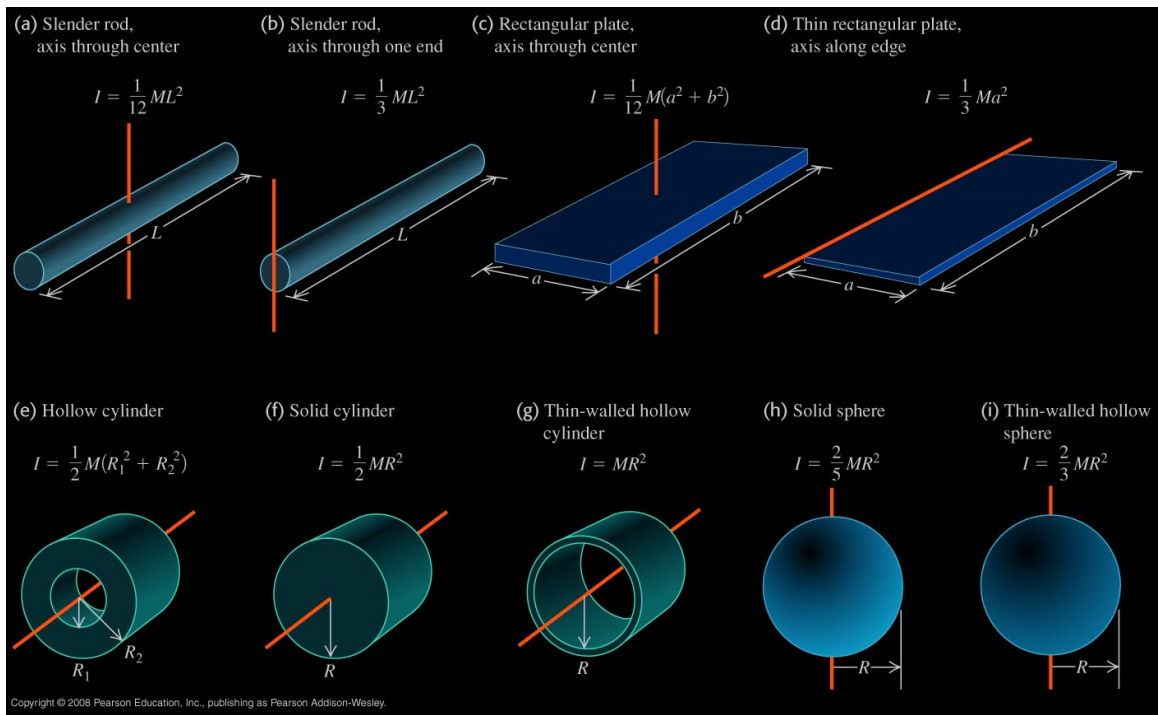 (a) Slender rod,
axis through center
I = 1/12 ML²
L
(b) Slender rod,
axis through one end
I = 1/3 ML²
L
(c) Rectangular plate,
axis through center
I = 1/12 M(a² + b²)
a
b
(d) Thin rectangular plate,
axis along edge
I = 1/3 Ma²
a
b
(e) Hollow cylinder
I = 1/2 M(R₁² + R₂²)
R₁
R₂
(f) Solid cylinder
I = 1/2 MR²
R
(g) Thin-walled hollow
cylinder
I = MR²
R
(h) Solid sphere
I = 2/5 MR²
R
(i) Thin-walled hollow
sphere
I = 2/3 MR²
R
Copyright © 2008 Pearson Education, Inc., publishing as Pearson Addison-Wesley.